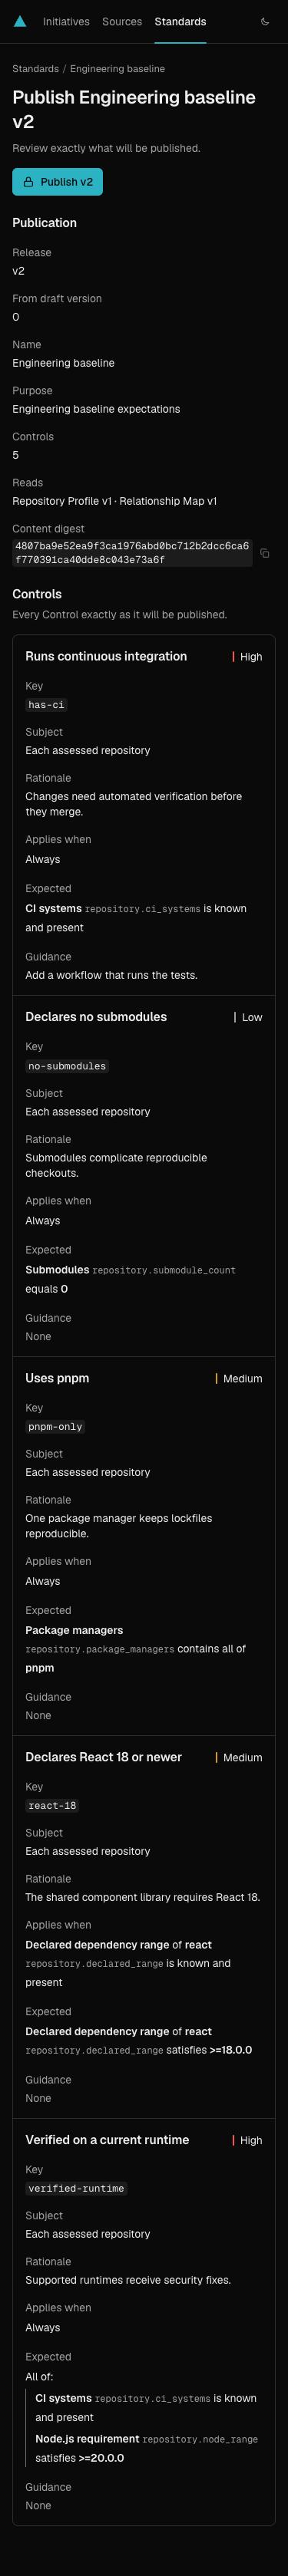 Initiatives Sources Standards
Standards / Engineering baseline
Publish Engineering baseline
v2
Review exactly what will be published.
Publish v2
Publication
Release
v2
From draft version
0
Name
Engineering baseline
Purpose
Engineering baseline expectations
Controls
5
Reads
Repository Profile v1 · Relationship Map v1
Content digest
4807ba9e52ea9f3ca1976abd0bc712b2dcc6ca6
f770391ca40dde8c043e73a6f
Controls
Every Control exactly as it will be published.
Runs continuous integration High
Key
has-ci
Subject
Each assessed repository
Rationale
Changes need automated verification before
they merge.
Applies when
Always
Expected
CI systems repository.ci_systems is known
and present
Guidance
Add a workflow that runs the tests.
Declares no submodules Low
Key
no-submodules
Subject
Each assessed repository
Rationale
Submodules complicate reproducible
checkouts.
Applies when
Always
Expected
Submodules repository.submodule_count
equals 0
Guidance
None
Uses pnpm Medium
Key
pnpm-only
Subject
Each assessed repository
Rationale
One package manager keeps lockfiles
reproducible.
Applies when
Always
Expected
Package managers
repository.package_managers contains all of
pnpm
Guidance
None
Declares React 18 or newer Medium
Key
react-18
Subject
Each assessed repository
Rationale
The shared component library requires React 18.
Applies when
Declared dependency range of react
repository.declared_range is known and
present
Expected
Declared dependency range of react
repository.declared_range satisfies >=18.0.0
Guidance
None
Verified on a current runtime High
Key
verified-runtime
Subject
Each assessed repository
Rationale
Supported runtimes receive security fixes.
Applies when
Always
Expected
All of:
CI systems repository.ci_systems is known
and present
Node.js requirement repository.node_range
satisfies >=20.0.0
Guidance
None